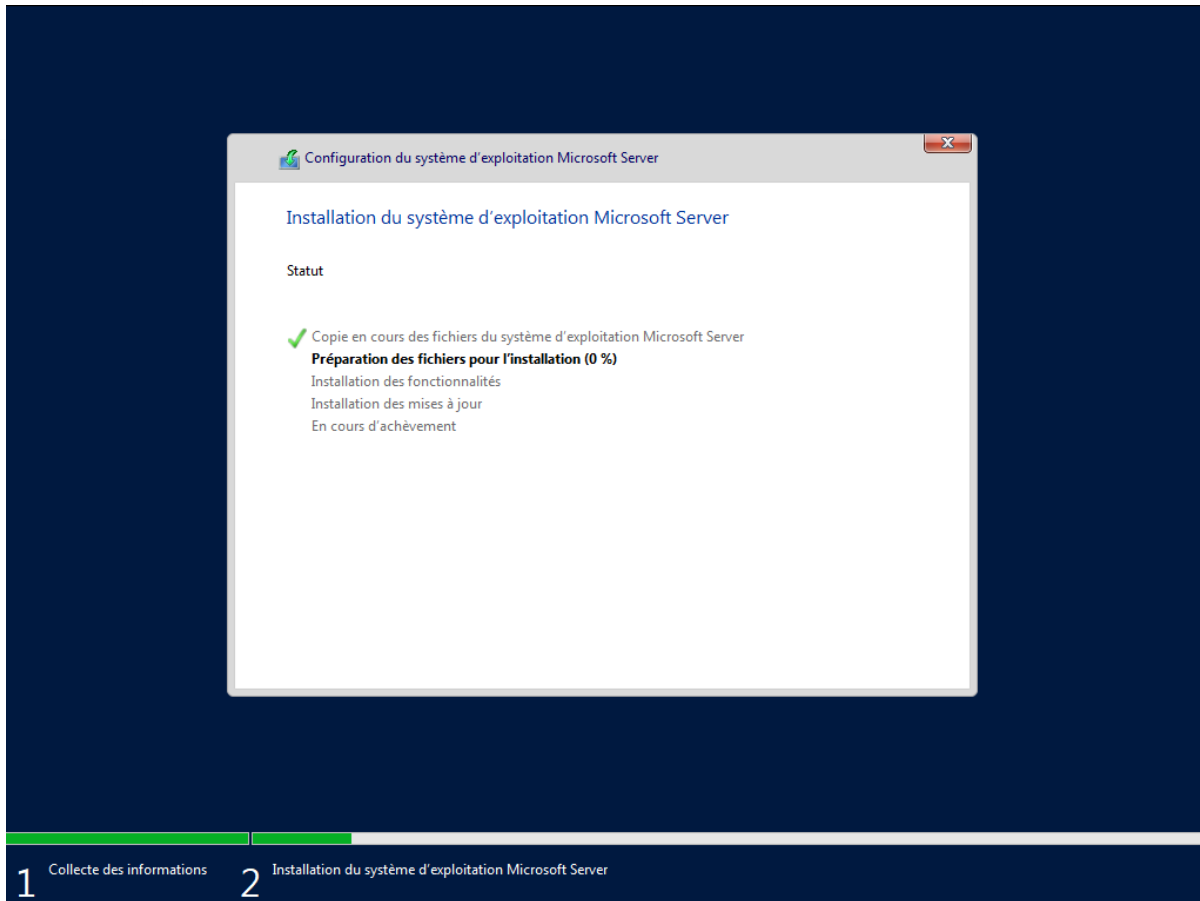 Configuration du système d'exploitation Microsoft Server
Installation du système d'exploitation Microsoft Server
Statut
Copie en cours des fichiers du système d'exploitation Microsoft Server
Préparation des fichiers pour l'installation (0 %)
Installation des fonctionnalités
Installation des mises à jour
En cours d'achèvement
1 Collecte des informations
2 Installation du système d'exploitation Microsoft Server